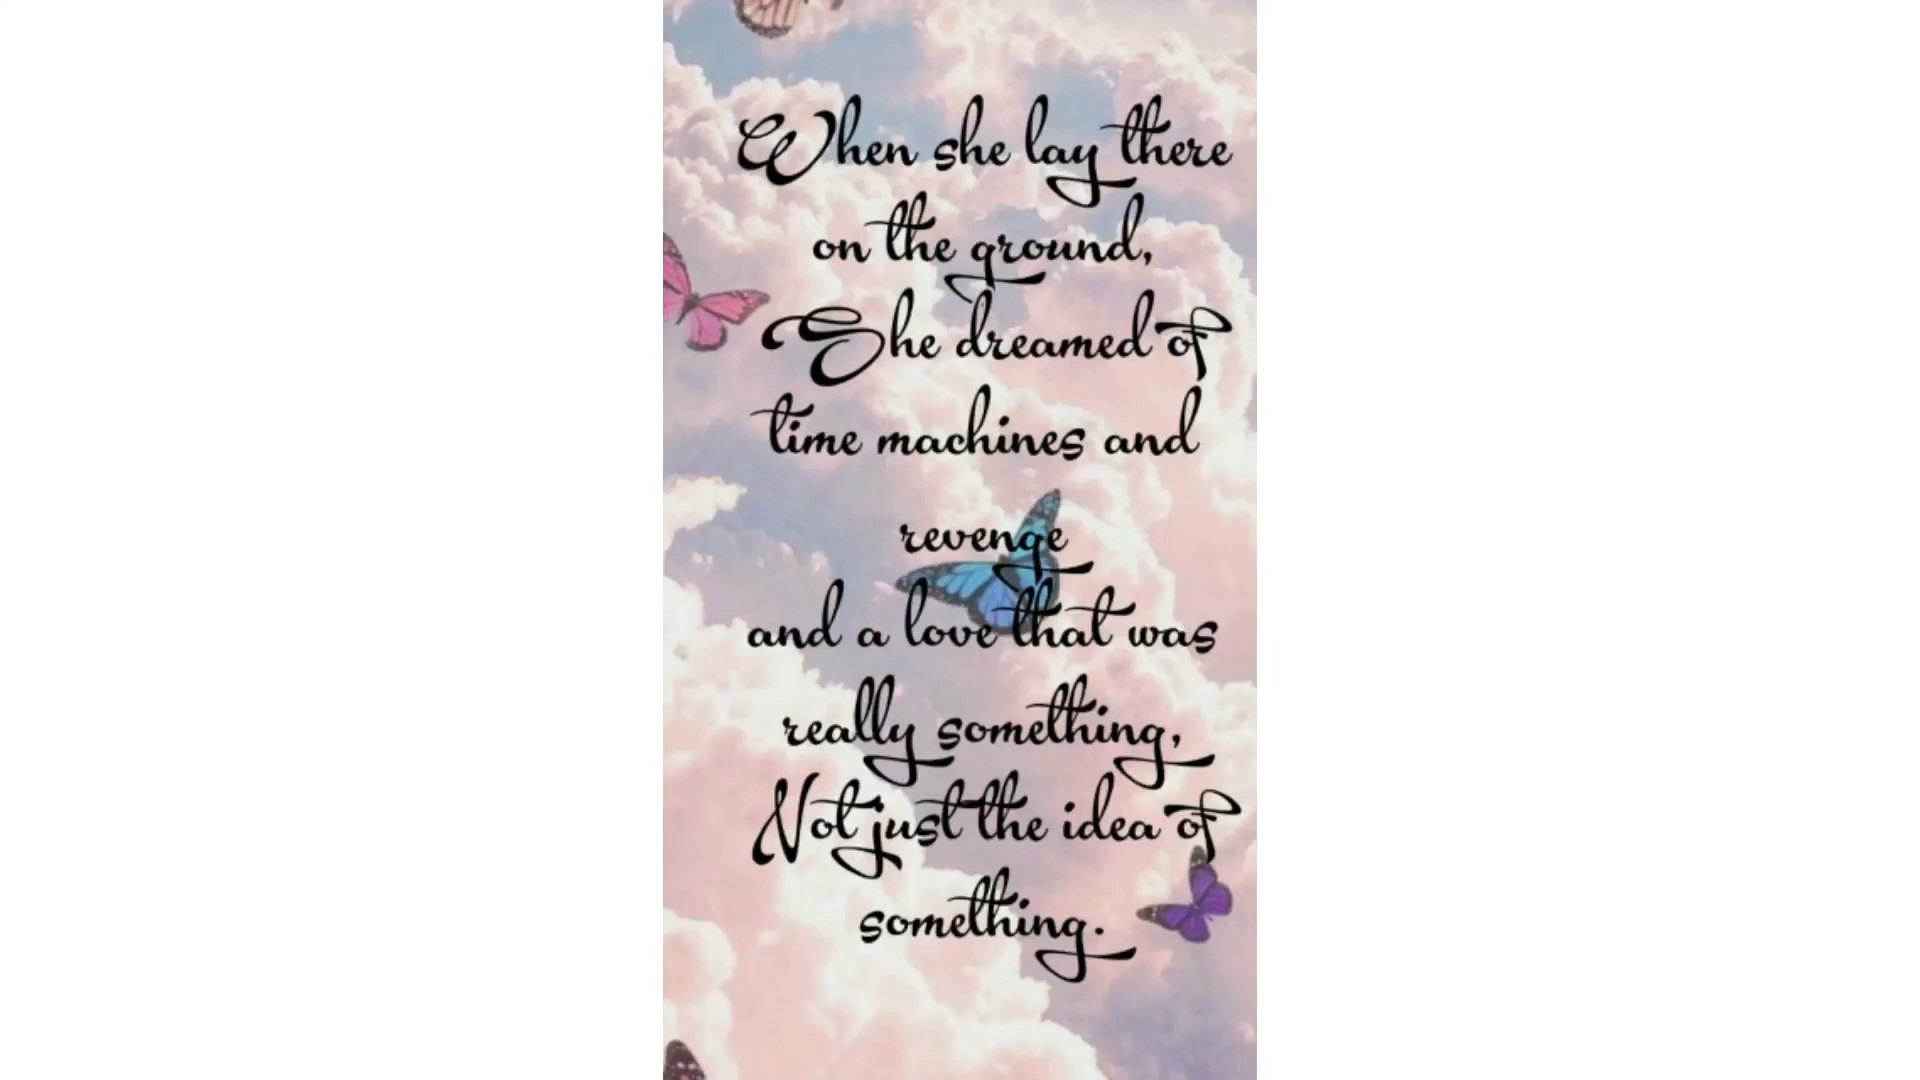 When she lay there
on the ground,
She dreamed of
time machines and
revenge
and a love that was
really something,
Not just the idea of
something.